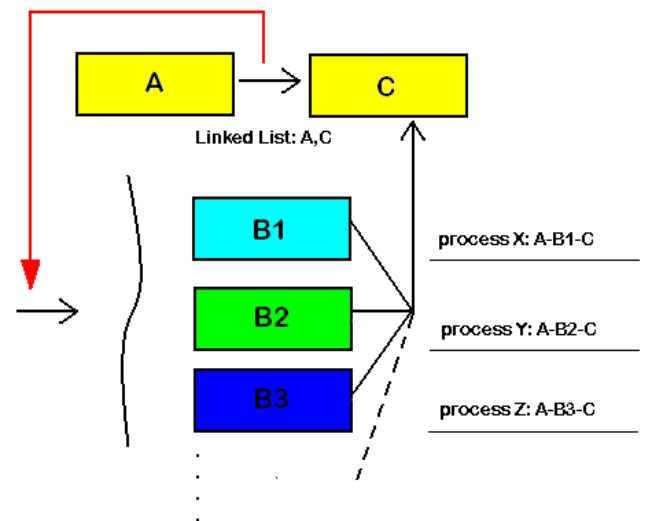 A
C
Linked List: A,C
B1
process X: A-B1-C
B2
process Y: A-B2-C
B3
process Z: A-B3-C